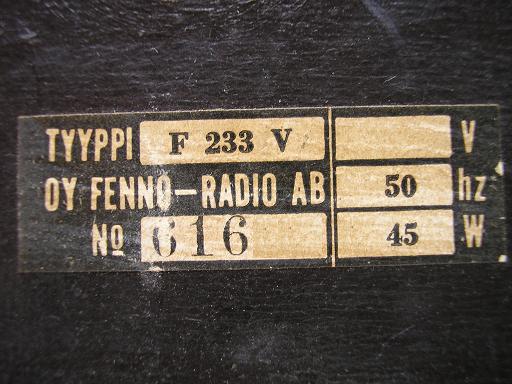 TYYPPI F 233 V V
OY FENNO-RADIO AB 50 hz
No 616 45 W